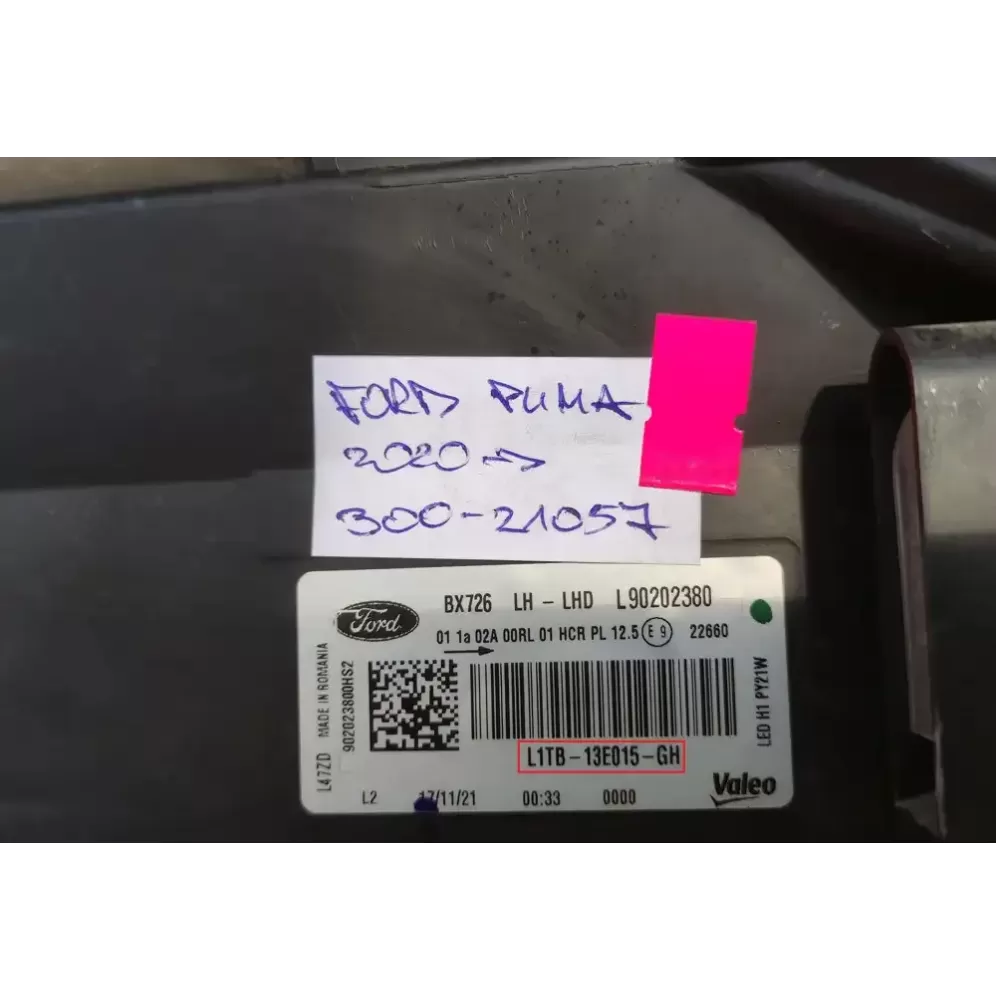 FORD PUMA
2020→
300-21057
Ford
BX726 LH - LHD L90202380
01 1a 02A 00RL 01 HCR PL 12.5 E 9 22660
L47ZD MADE IN ROMANIA
902023800HS2
LED H1 PY21W
L1TB-13E015-GH
L2 17/11/21 00:33 0000
Valeo